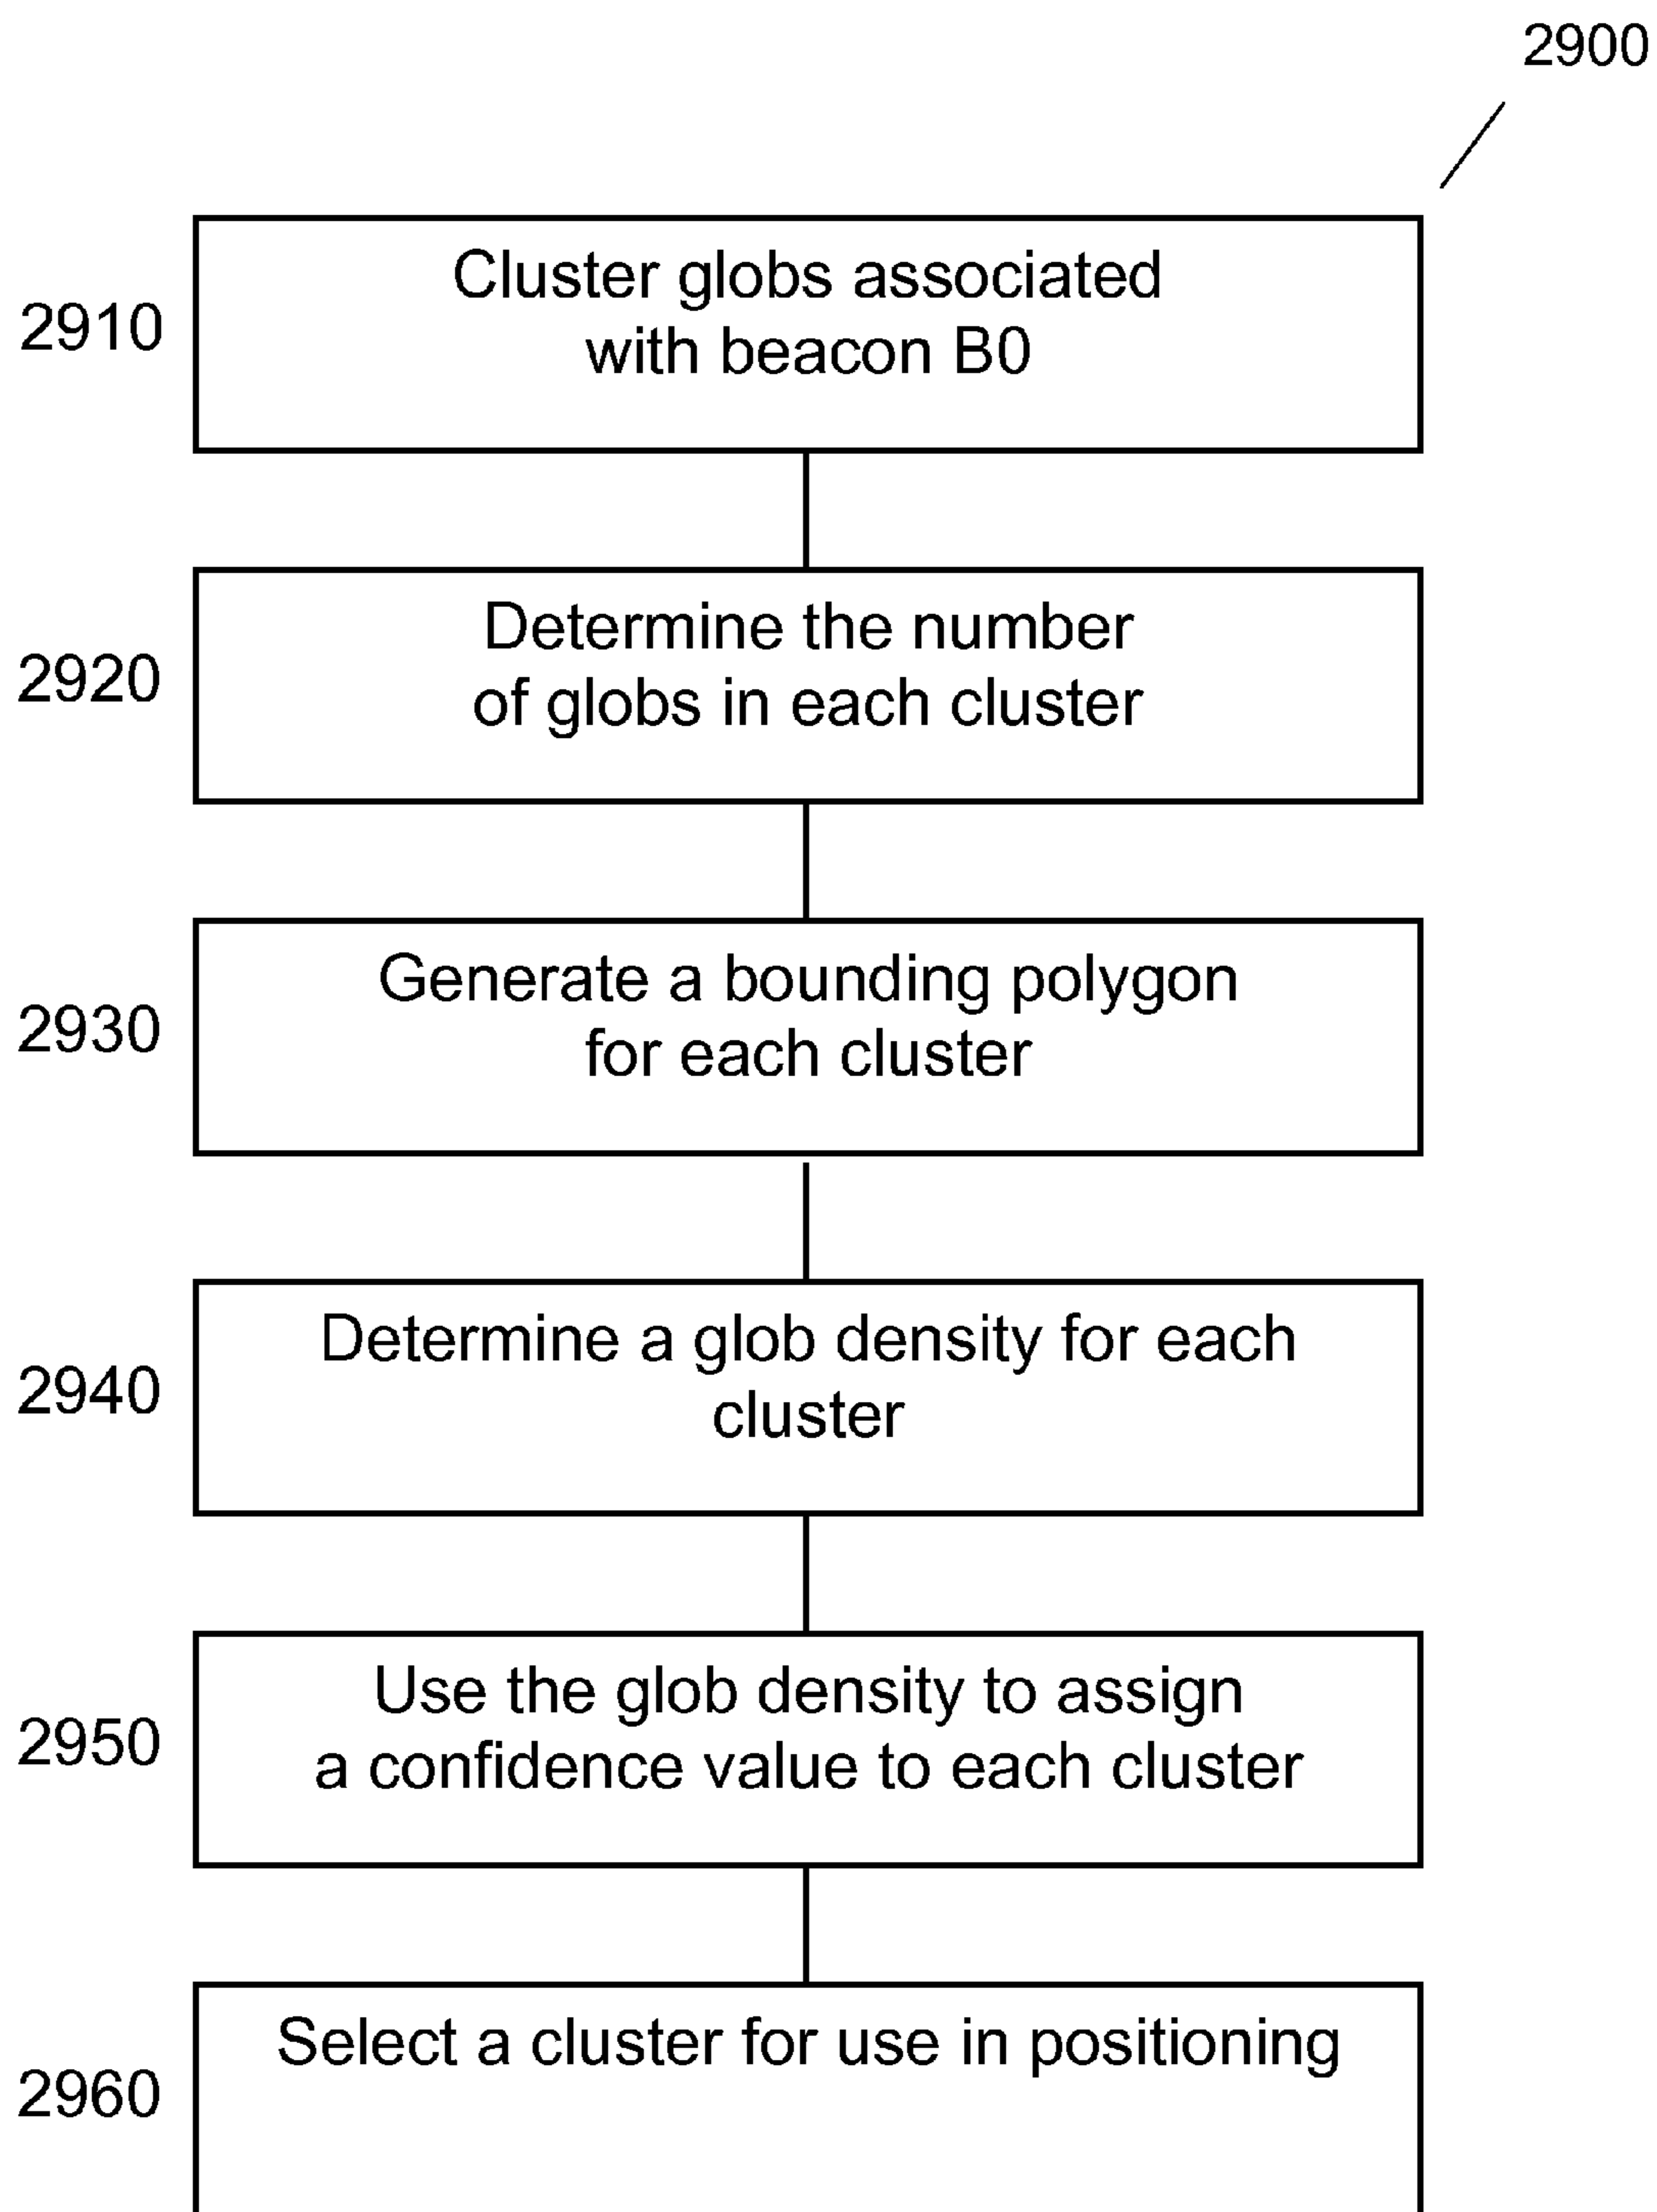 2900
Cluster globs associated
with beacon B0
2910
Determine the number
of globs in each cluster
2920
Generate a bounding polygon
for each cluster
2930
Determine a glob density for each
cluster
2940
Use the glob density to assign
a confidence value to each cluster
2950
Select a cluster for use in positioning
2960